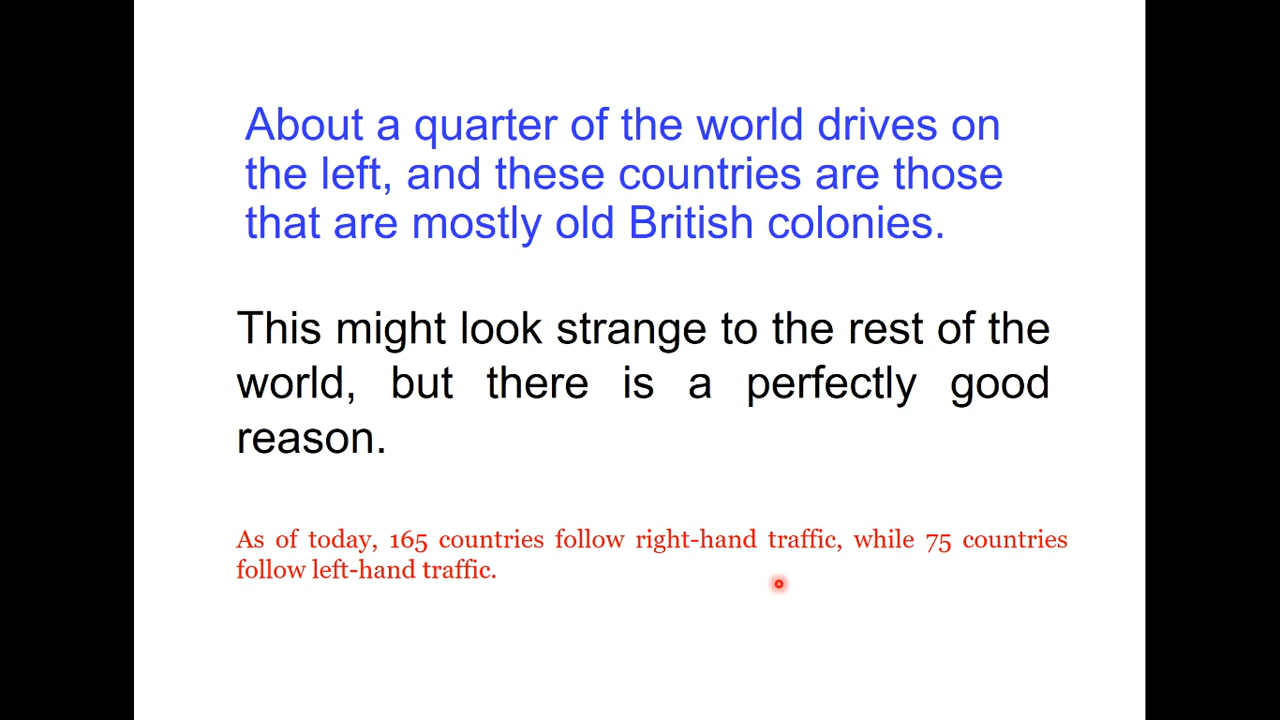 About a quarter of the world drives on
the left, and these countries are those
that are mostly old British colonies.
This might look strange to the rest of the
world, but there is a perfectly good
reason.
As of today, 165 countries follow right-hand traffic, while 75 countries
follow left-hand traffic.